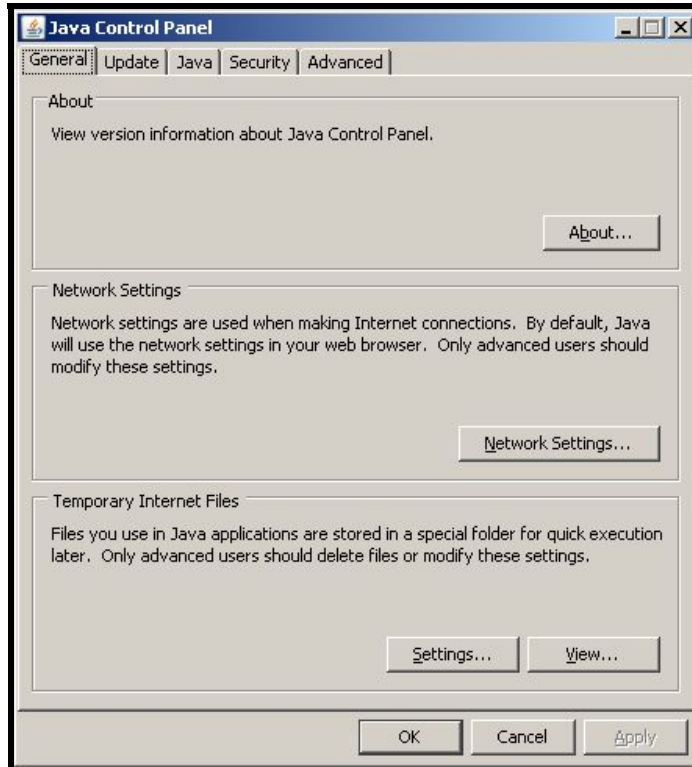 Java Control Panel
General Update Java Security Advanced
About
View version information about Java Control Panel.
About...
Network Settings
Network settings are used when making Internet connections.  By default, Java
will use the network settings in your web browser.  Only advanced users should
modify these settings.
Network Settings...
Temporary Internet Files
Files you use in Java applications are stored in a special folder for quick execution
later.  Only advanced users should delete files or modify these settings.
Settings... View...
OK Cancel Apply